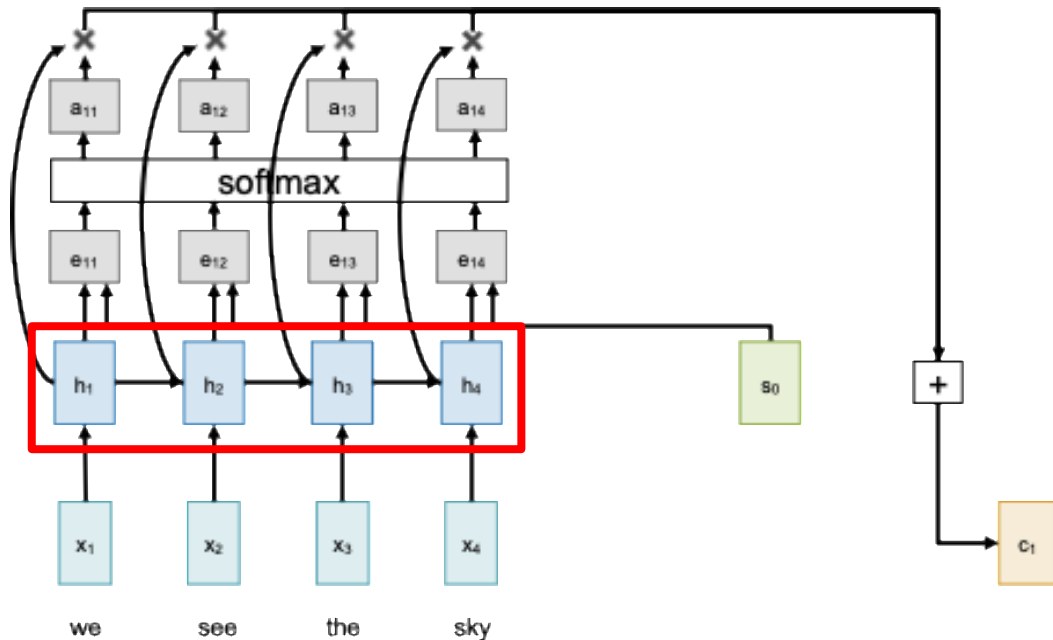 a₁₁ a₁₂ a₁₃ a₁₄
softmax
e₁₁ e₁₂ e₁₃ e₁₄
h₁ h₂ h₃ h₄ s₀ +
x₁ x₂ x₃ x₄ c₁
we see the sky